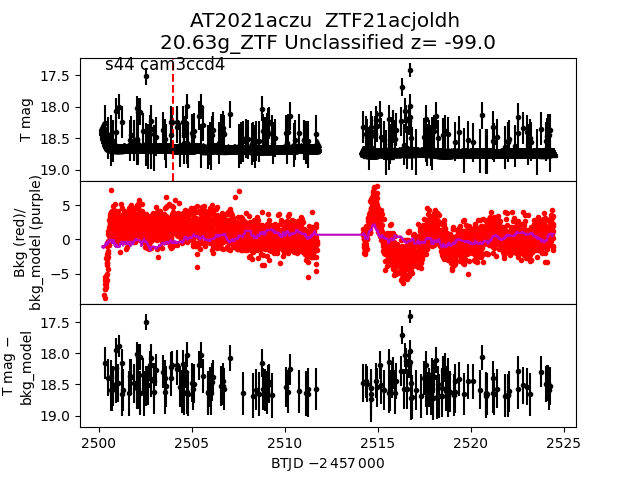 AT2021aczu  ZTF21acjoldh
20.63g_ZTF Unclassified z= -99.0
s44 cam3ccd4
17.5
18.0
18.5
19.0
T mag
5
0
−5
Bkg (red)/
bkg_model (purple)
17.5
18.0
18.5
19.0
T mag −
bkg_model
2500
2505
2510
2515
2520
2525
BTJD −2 457 000